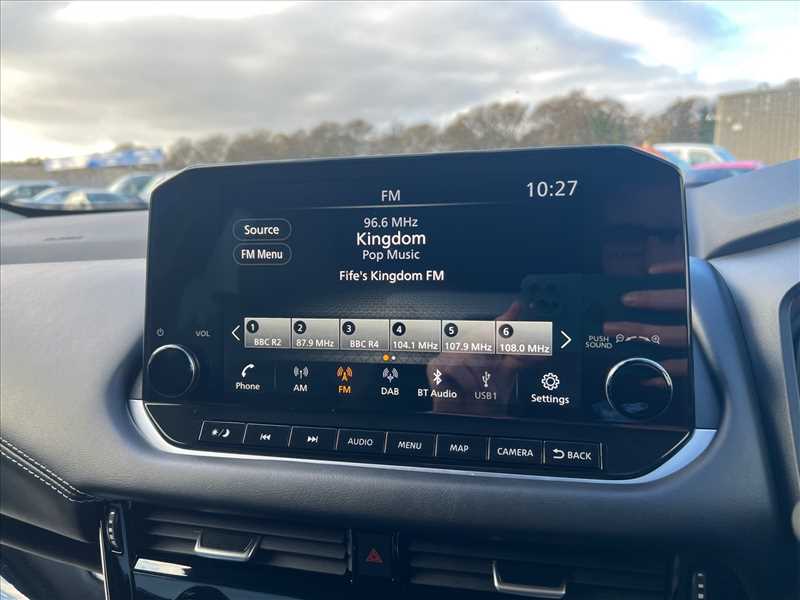 FM
10:27
96.6 MHz
Source
Kingdom
FM Menu
Pop Music
Fife's Kingdom FM
VOL
PUSH
SOUND
1 BBC R2
2 87.9 MHz
3 BBC R4
4 104.1 MHz
5 107.9 MHz
6 108.0 MHz
Phone
AM
FM
DAB
BT Audio
USB1
Settings
AUDIO
MENU
MAP
CAMERA
BACK